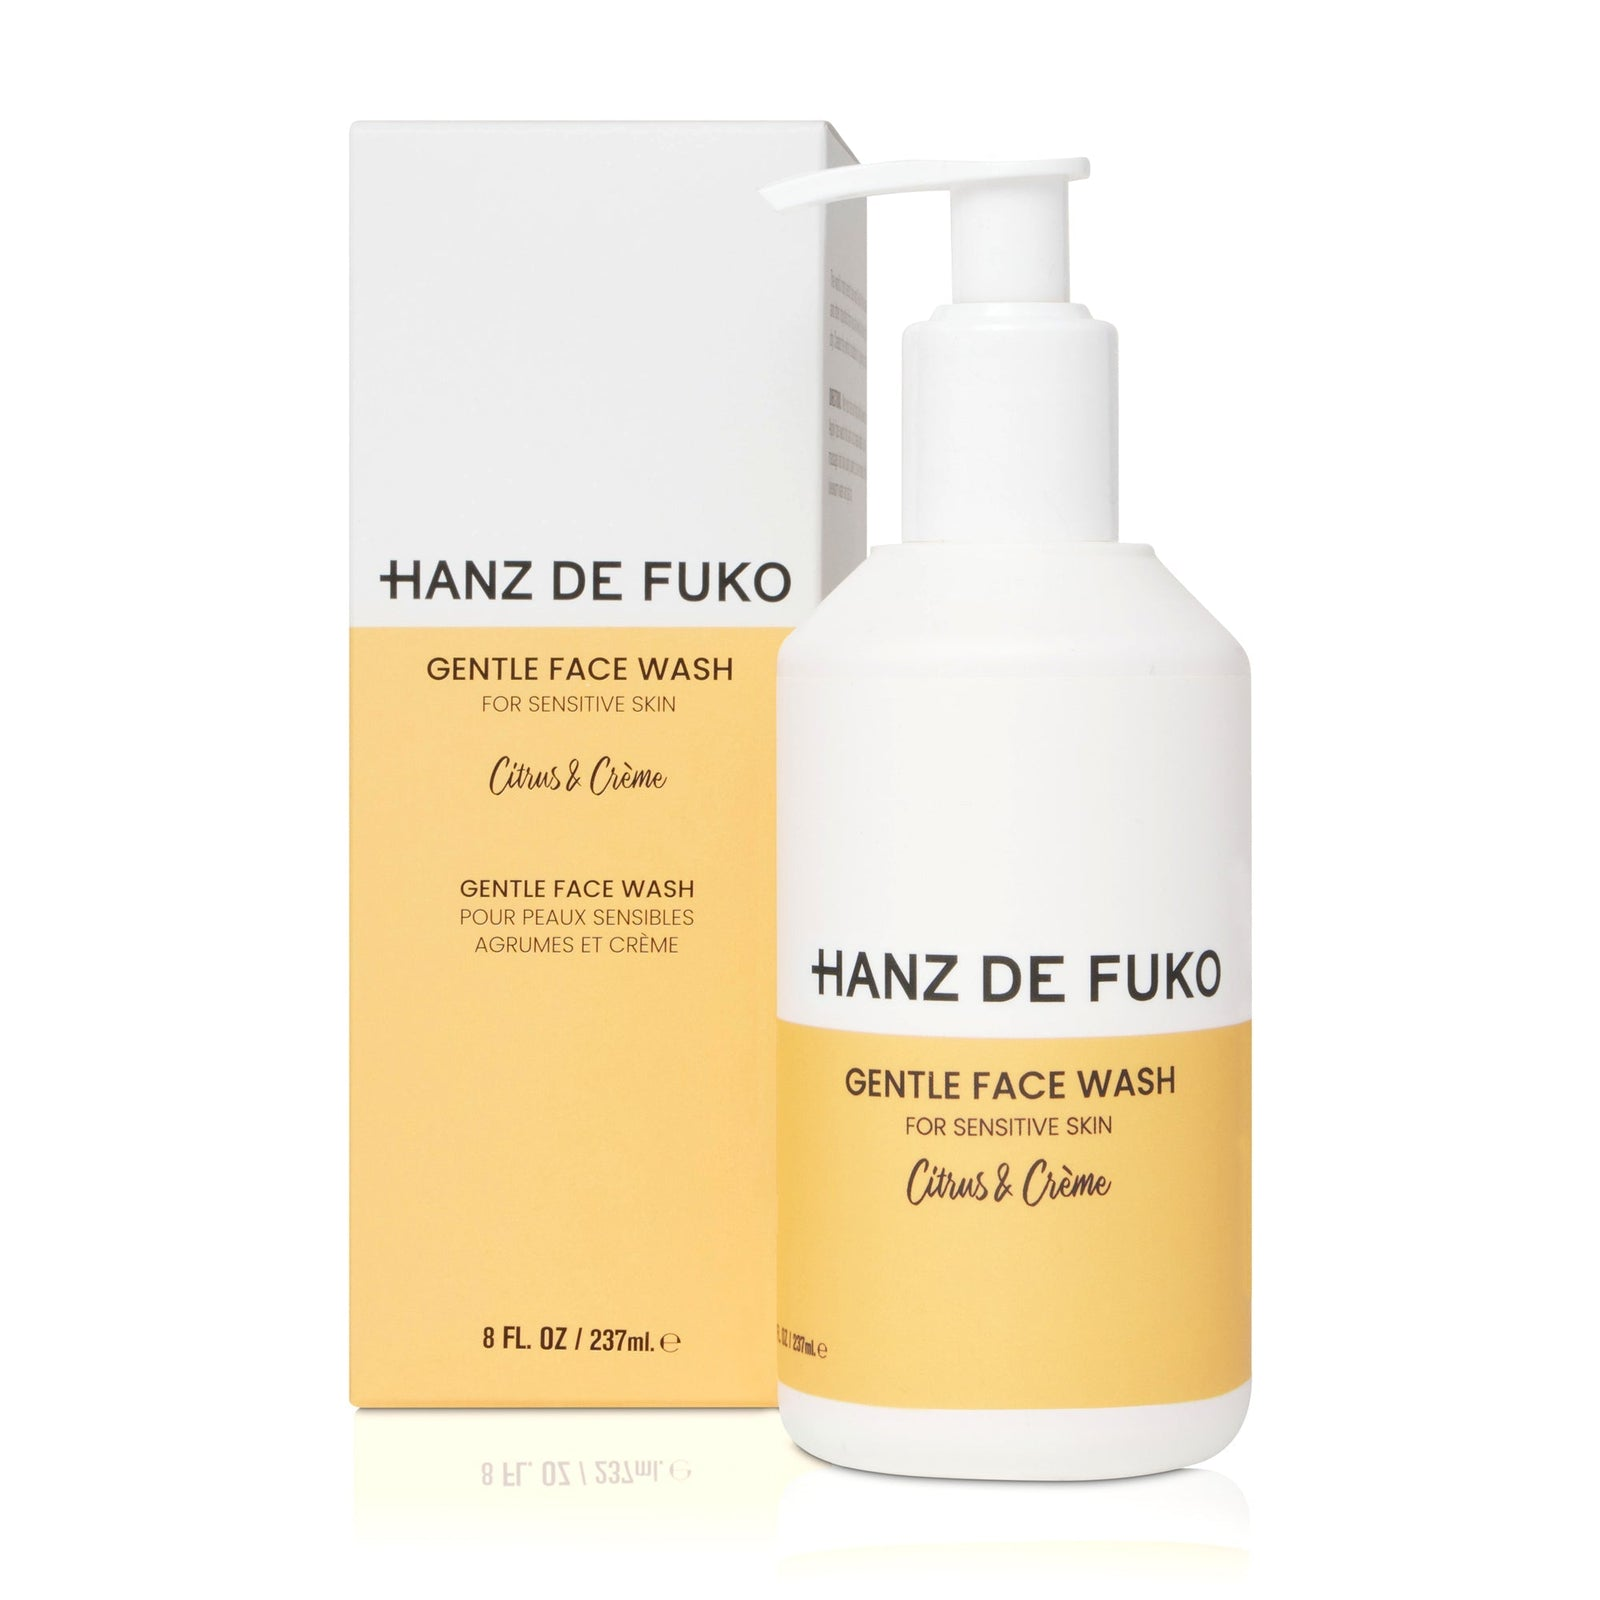 HANZ DE FUKO
GENTLE FACE WASH
FOR SENSITIVE SKIN
Citrus & Crème
GENTLE FACE WASH
POUR PEAUX SENSIBLES
AGRUMES ET CRÈME
8 FL. OZ / 237ml. ℮
HANZ DE FUKO
GENTLE FACE WASH
FOR SENSITIVE SKIN
Citrus & Crème
OZ / 237ml. ℮